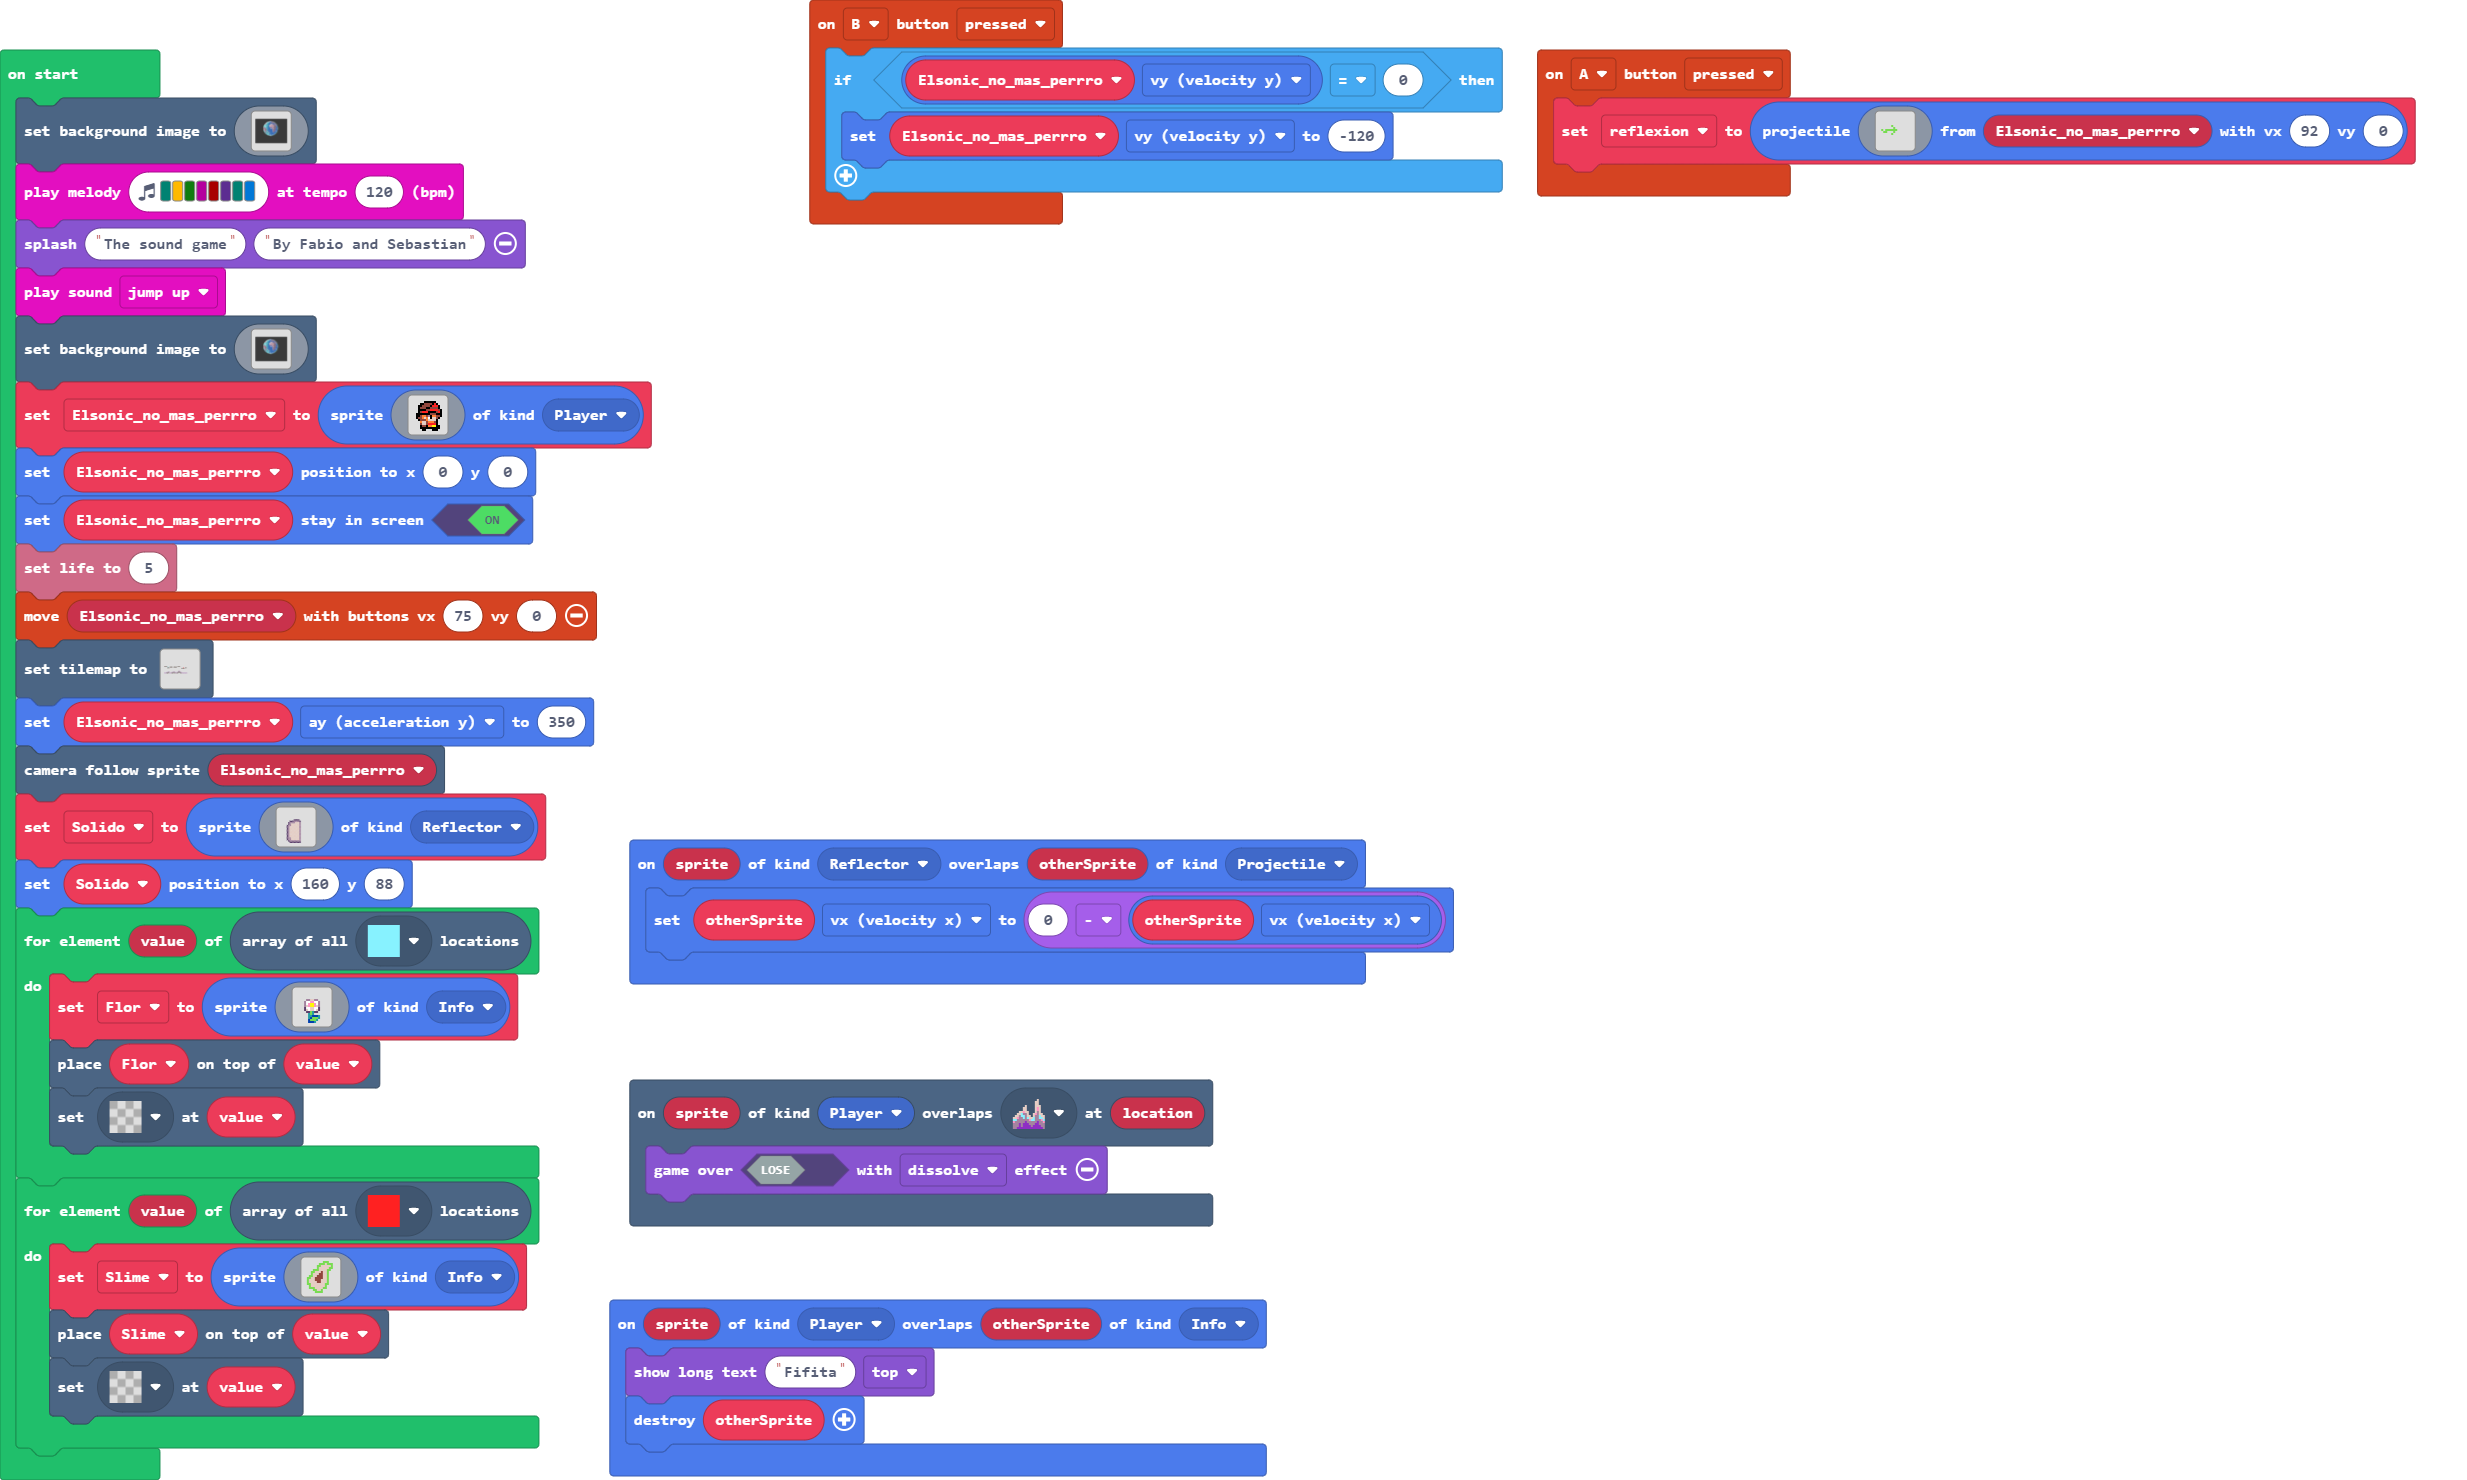 on start
set background image to
play melody at tempo 120 (bpm)
splash "The sound game" "By Fabio and Sebastian"
play sound jump up
set background image to
set Elsonic_no_mas_perrro to sprite of kind Player
set Elsonic_no_mas_perrro position to x 0 y 0
set Elsonic_no_mas_perrro stay in screen ON
set life to 5
move Elsonic_no_mas_perrro with buttons vx 75 vy 0
set tilemap to
set Elsonic_no_mas_perrro ay (acceleration y) to 350
camera follow sprite Elsonic_no_mas_perrro
set Solido to sprite of kind Reflector
set Solido position to x 160 y 88
for element value of array of all locations
do
set Flor to sprite of kind Info
place Flor on top of value
set at value
for element value of array of all locations
do
set Slime to sprite of kind Info
place Slime on top of value
set at value
on B button pressed
if Elsonic_no_mas_perrro vy (velocity y) = 0 then
set Elsonic_no_mas_perrro vy (velocity y) to -120
on A button pressed
set reflexion to projectile from Elsonic_no_mas_perrro with vx 92 vy 0
on sprite of kind Reflector overlaps otherSprite of kind Projectile
set otherSprite vx (velocity x) to 0 - otherSprite vx (velocity x)
on sprite of kind Player overlaps at location
game over LOSE with dissolve effect
on sprite of kind Player overlaps otherSprite of kind Info
show long text "Fifita" top
destroy otherSprite